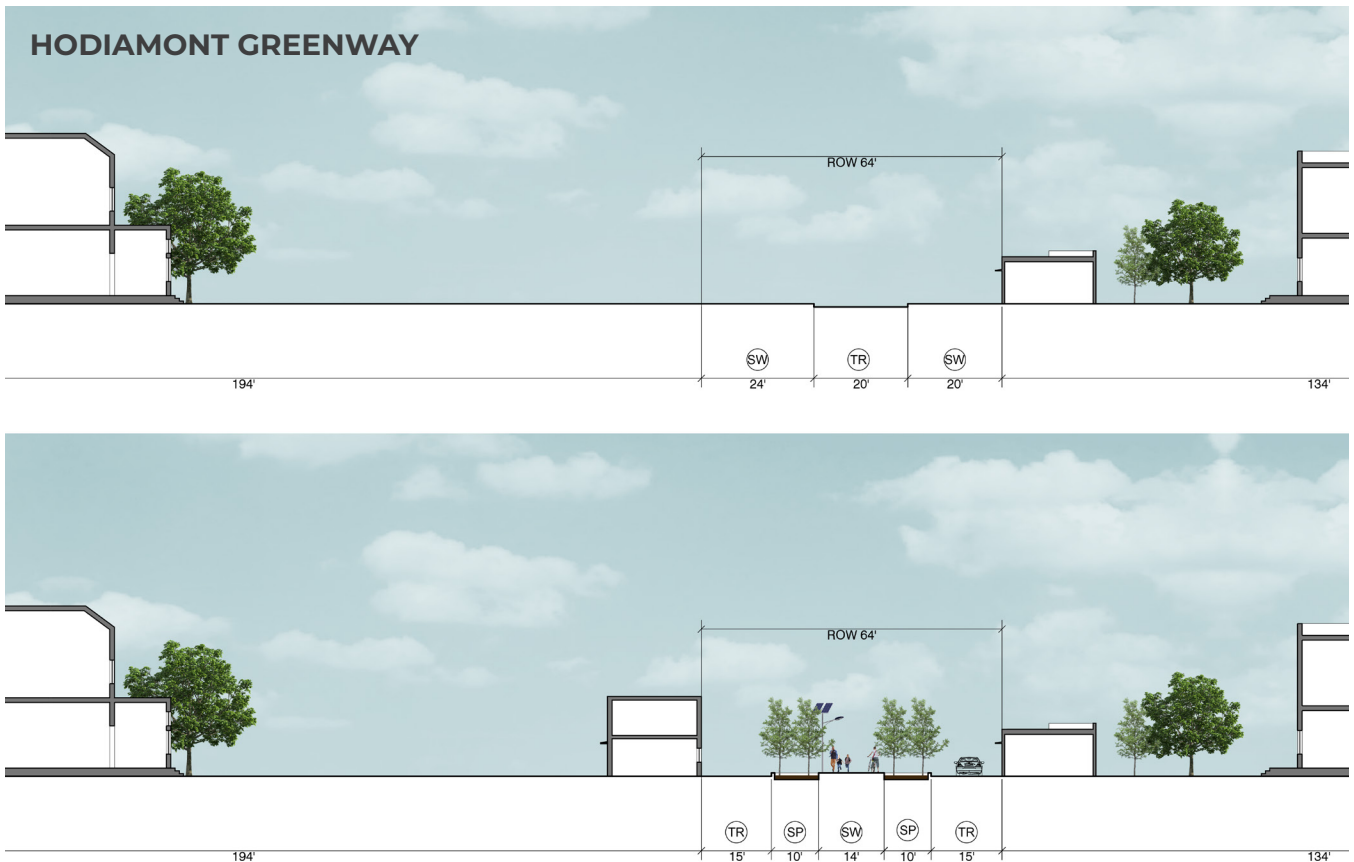 HODIAMONT GREENWAY
ROW 64'
SW TR SW
194' 24' 20' 20' 134'
ROW 64'
TR SP SW SP TR
194' 15' 10' 14' 10' 15' 134'